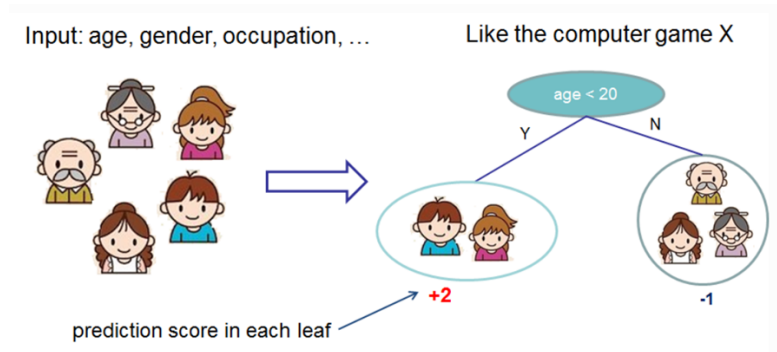 Input: age, gender, occupation, …
Like the computer game X
age < 20
Y
N
+2
-1
prediction score in each leaf